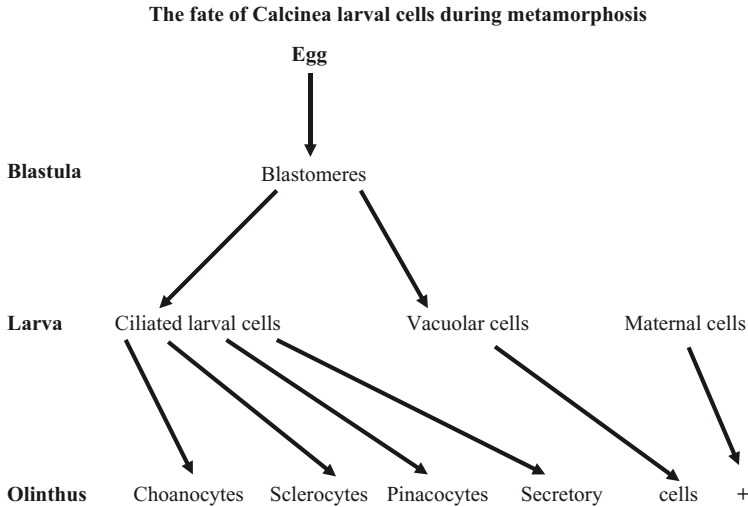 The fate of Calcinea larval cells during metamorphosis
Egg
Blastula Blastomeres
Larva Ciliated larval cells Vacuolar cells Maternal cells
Olinthus Choanocytes Sclerocytes Pinacocytes Secretory cells +